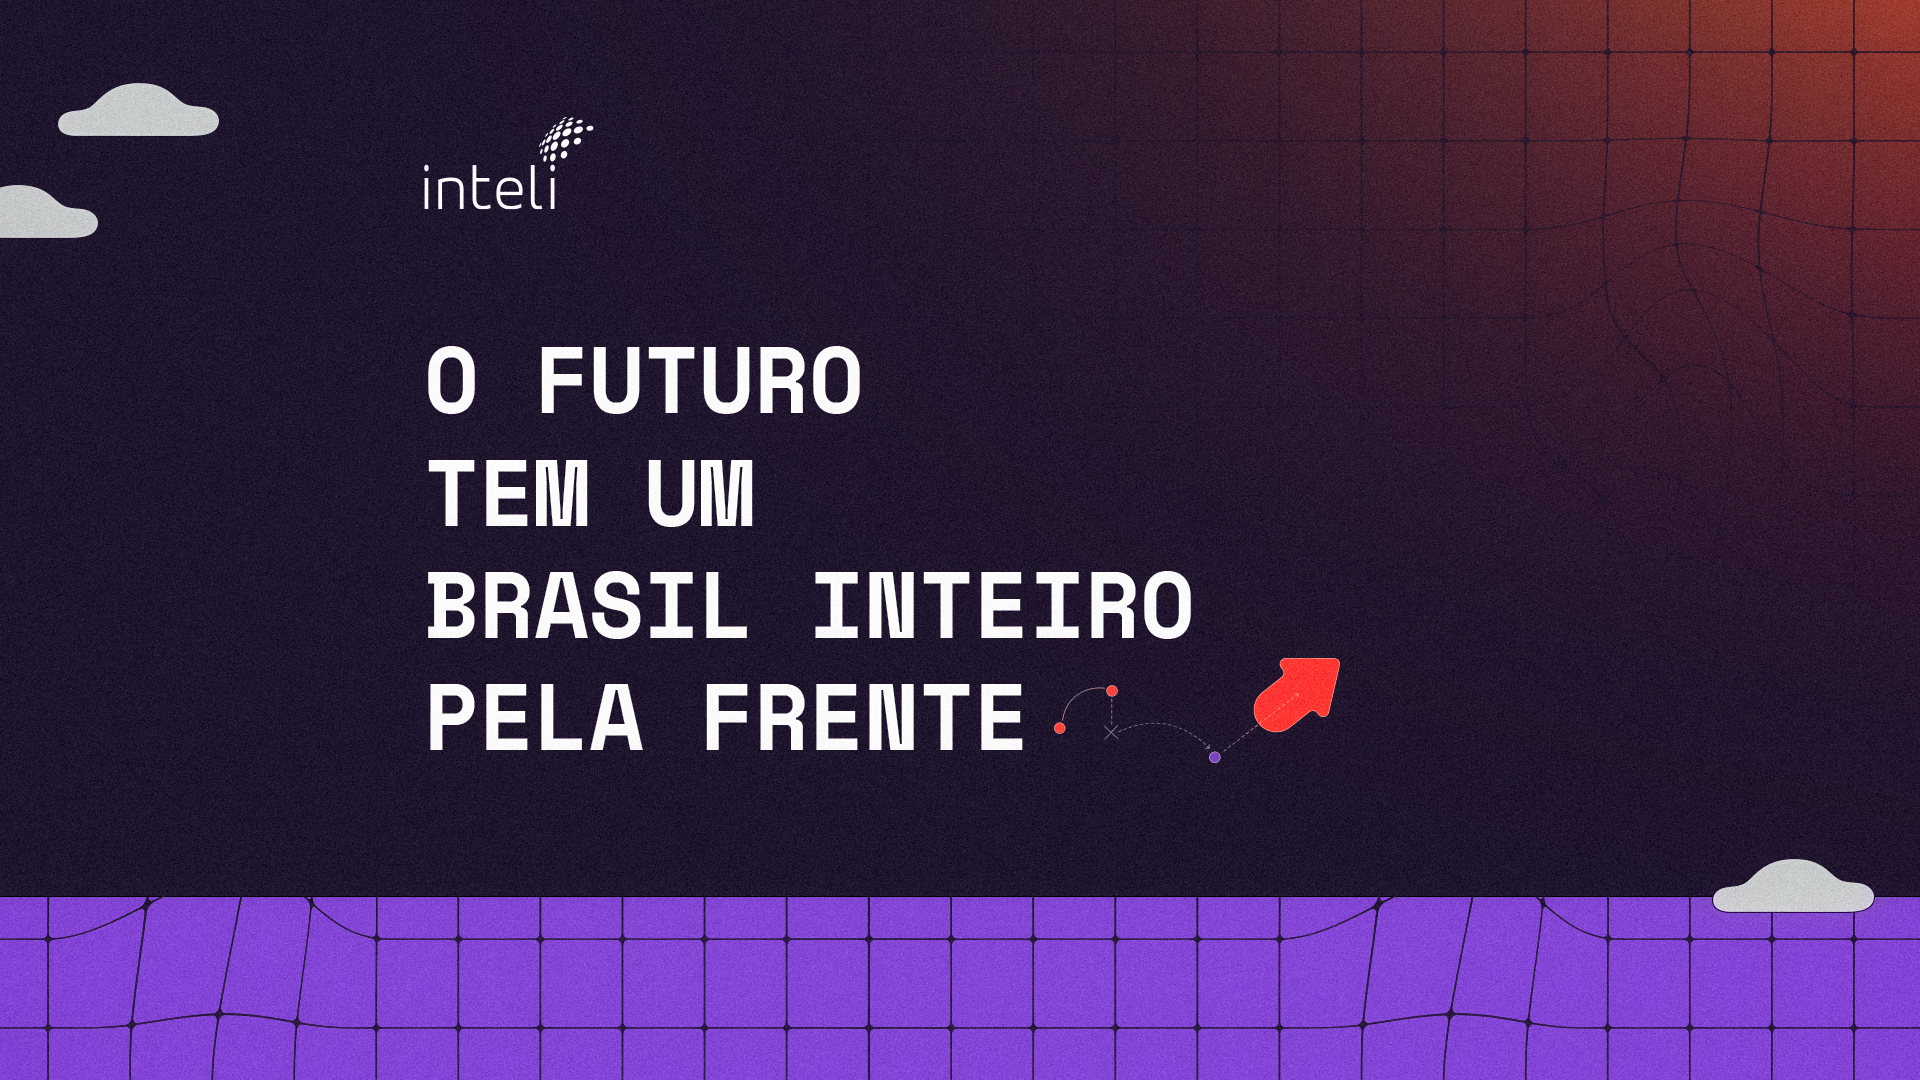 inteli
O FUTURO
TEM UM
BRASIL INTEIRO
PELA FRENTE